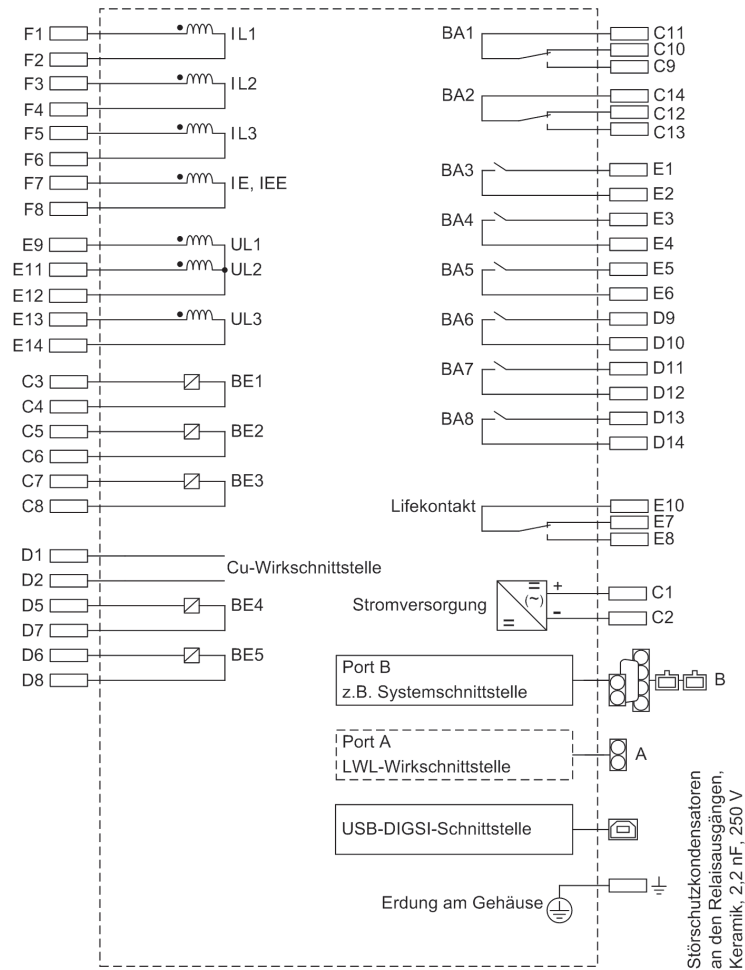 F1
IL1
F2
F3
IL2
F4
F5
IL3
F6
F7
IE, IEE
F8
E9
UL1
E11
UL2
E12
E13
UL3
E14
C3
BE1
C4
C5
BE2
C6
C7
BE3
C8
D1
D2
Cu-Wirkschnittstelle
D5
BE4
D7
D6
BE5
D8
BA1
C11
C10
C9
BA2
C14
C12
C13
BA3
E1
E2
BA4
E3
E4
BA5
E5
E6
BA6
D9
D10
BA7
D11
D12
BA8
D13
D14
Lifekontakt
E10
E7
E8
Stromversorgung
=
(~)
=
+
-
C1
C2
Port B
z.B. Systemschnittstelle
B
Port A
LWL-Wirkschnittstelle
A
USB-DIGSI-Schnittstelle
Erdung am Gehäuse
Störschutzkondensatoren
an den Relaisausgängen,
Keramik, 2,2 nF, 250 V